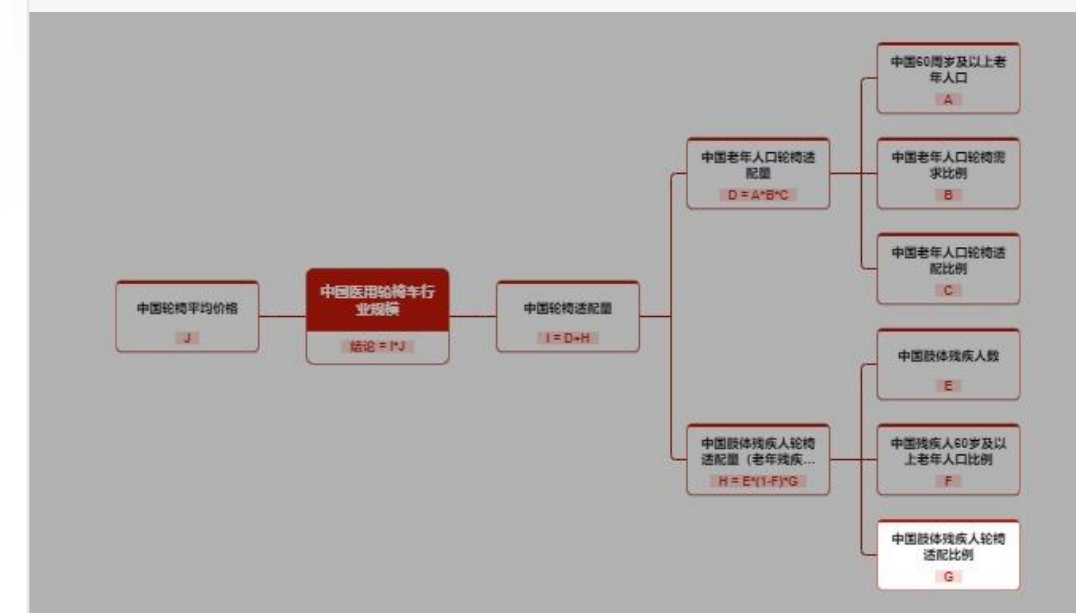 中国60周岁及以上老
年人口
A
中国老年人口轮椅适
配量
D = A*B*C
中国老年人口轮椅需
求比例
B
中国老年人口轮椅适
配比例
C
中国轮椅平均价格
J
中国医用轮椅车行
业规模
结论 = I*J
中国轮椅适配量
I = D+H
中国肢体残疾人数
E
中国肢体残疾人轮椅
适配量（老年残疾...
H = E*(1-F)*G
中国残疾人60岁及以
上老年人口比例
F
中国肢体残疾人轮椅
适配比例
G